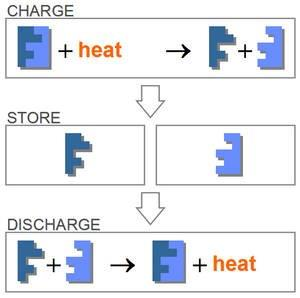 CHARGE
+ heat → +
STORE
DISCHARGE
+ → + heat